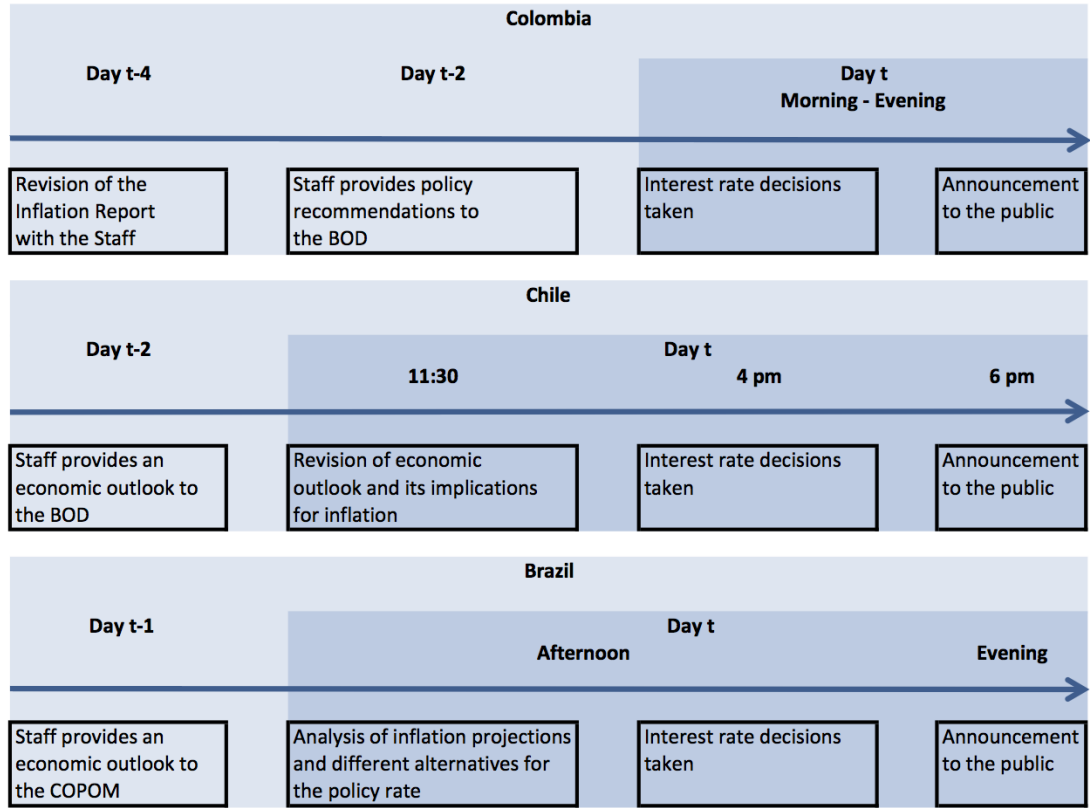 Colombia
Day t-4
Day t-2
Day t
Morning - Evening
Revision of the
Inflation Report
with the Staff
Staff provides policy
recommendations to
the BOD
Interest rate decisions
taken
Announcement
to the public
Chile
Day t-2
Day t
11:30
4 pm
6 pm
Staff provides an
economic outlook to
the BOD
Revision of economic
outlook and its implications
for inflation
Interest rate decisions
taken
Announcement
to the public
Brazil
Day t-1
Day t
Afternoon
Evening
Staff provides an
economic outlook to
the COPOM
Analysis of inflation projections
and different alternatives for
the policy rate
Interest rate decisions
taken
Announcement
to the public